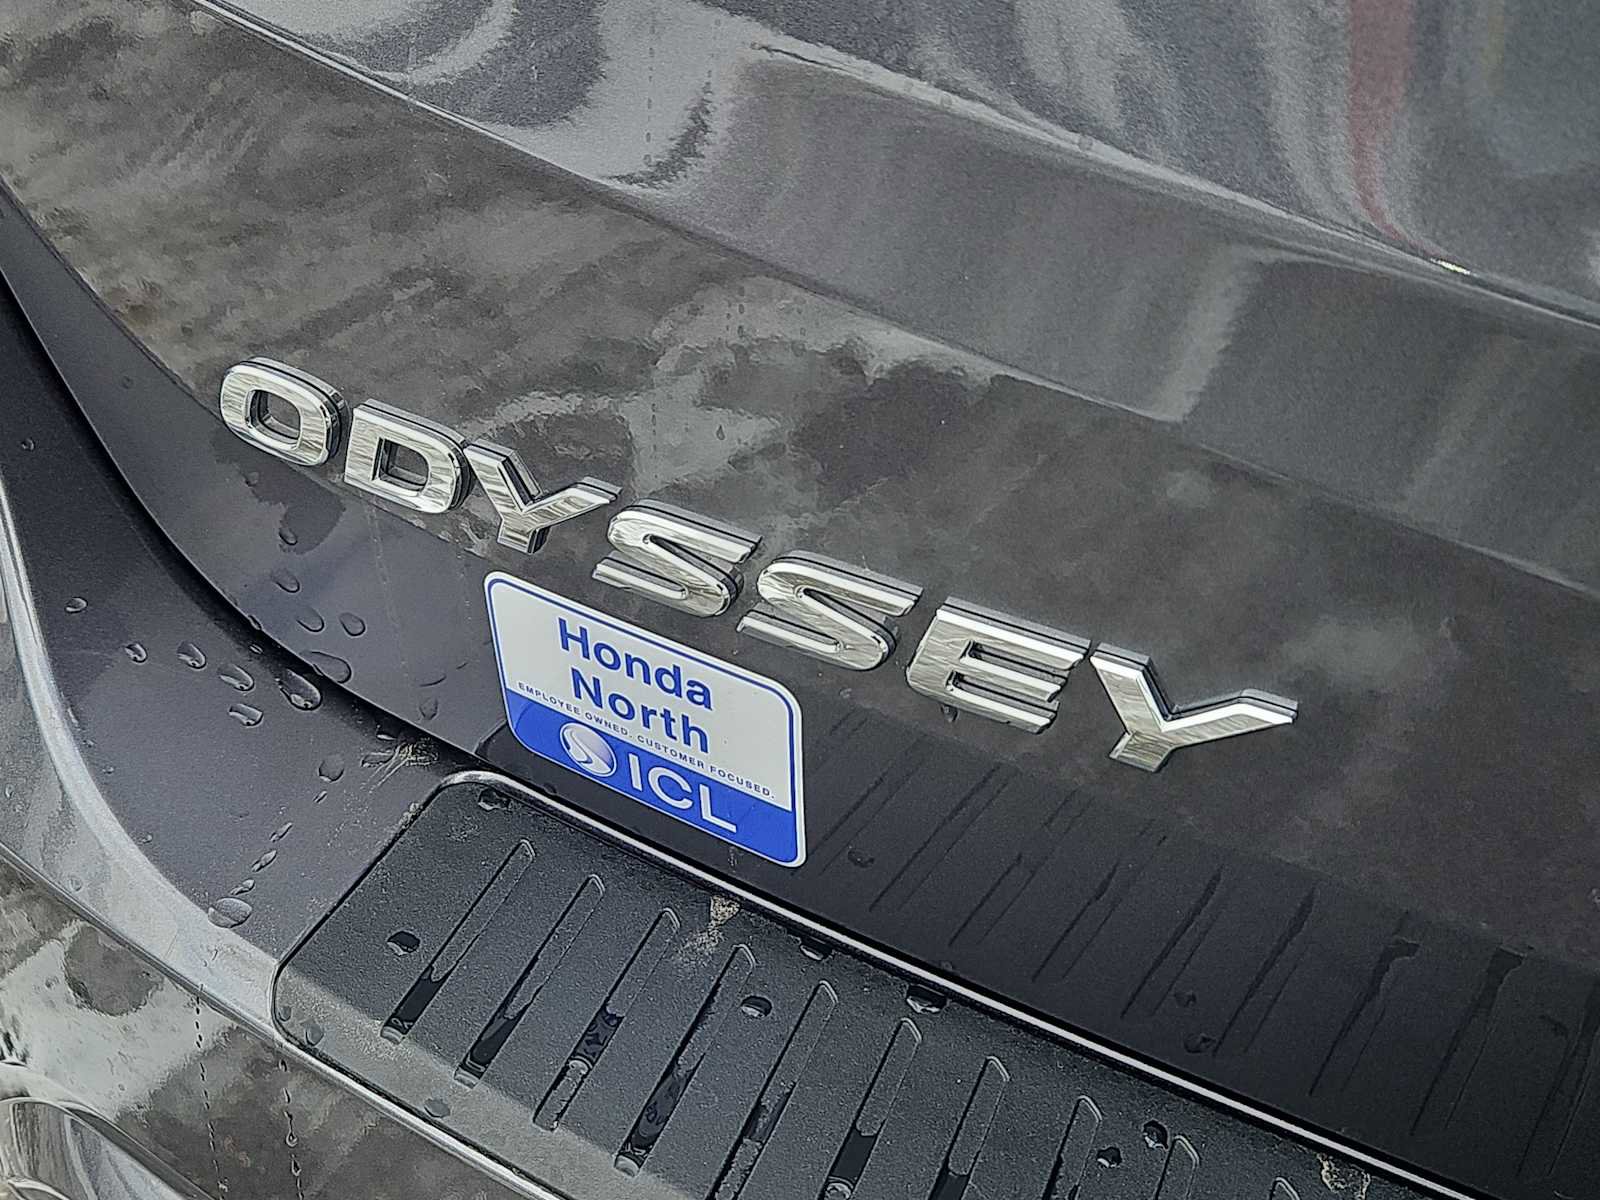 ODYSSEY
Honda
North
EMPLOYEE OWNED. CUSTOMER FOCUSED.
ICL